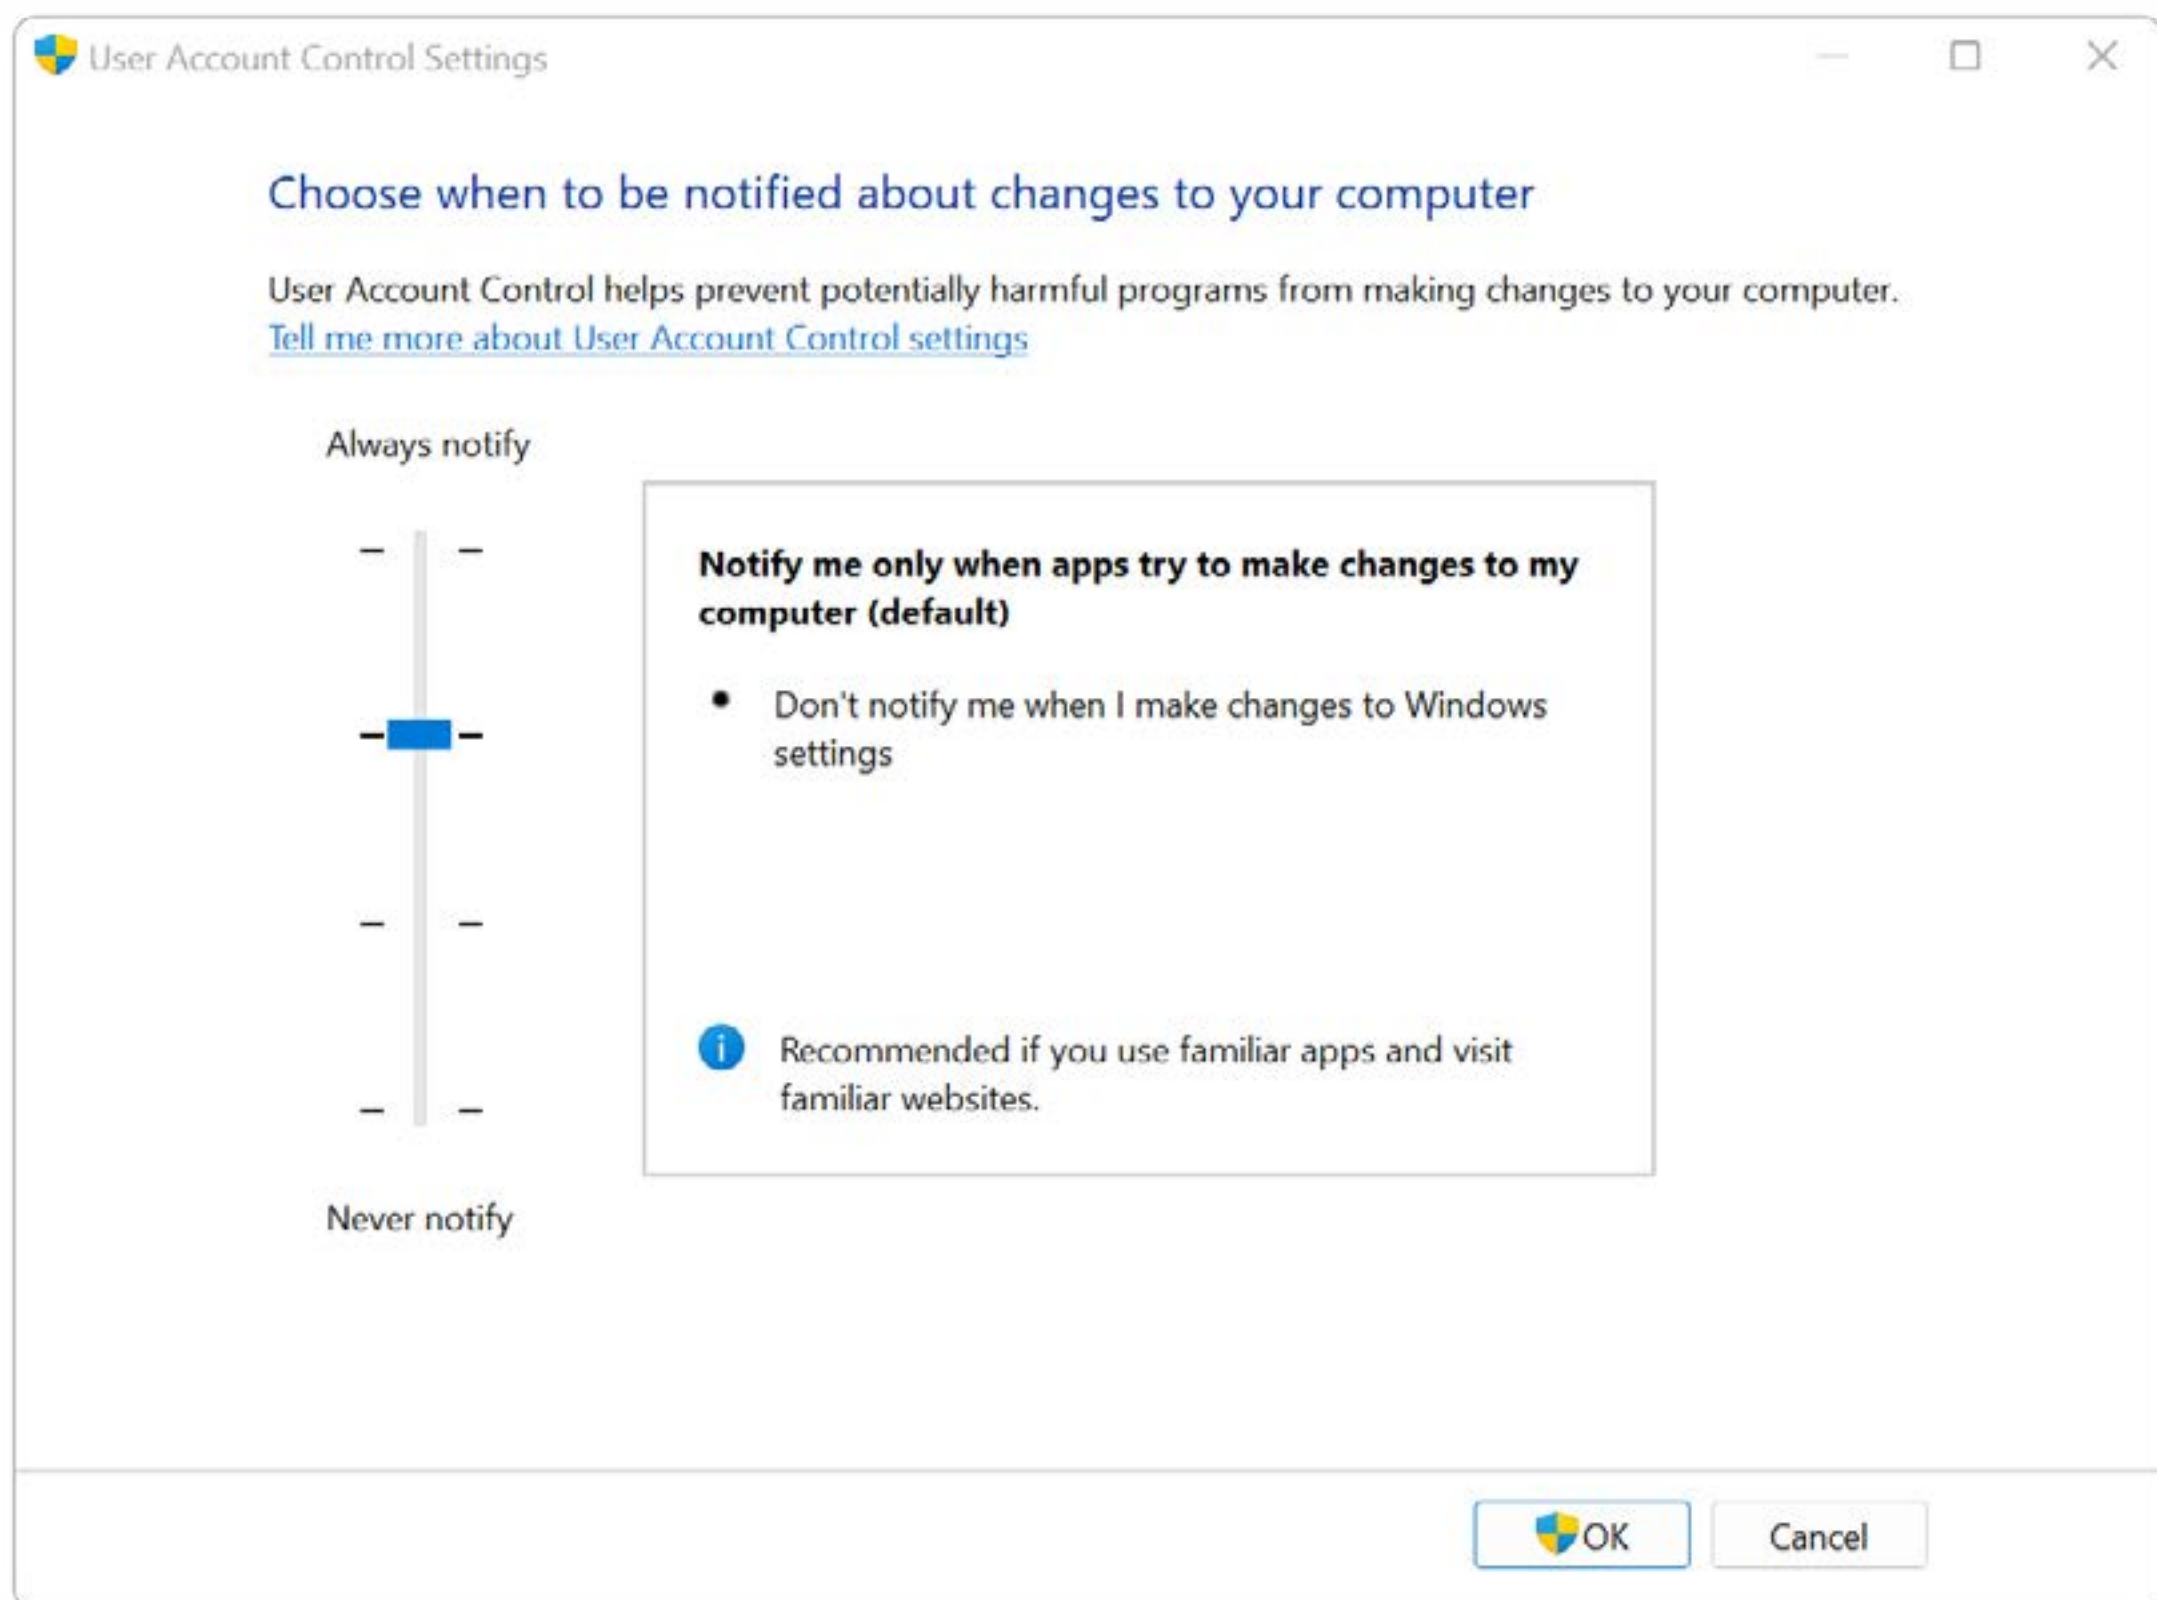 User Account Control Settings
Choose when to be notified about changes to your computer
User Account Control helps prevent potentially harmful programs from making changes to your computer.
Tell me more about User Account Control settings
Always notify
Notify me only when apps try to make changes to my
computer (default)
Don't notify me when I make changes to Windows
settings
Recommended if you use familiar apps and visit
familiar websites.
Never notify
OK
Cancel